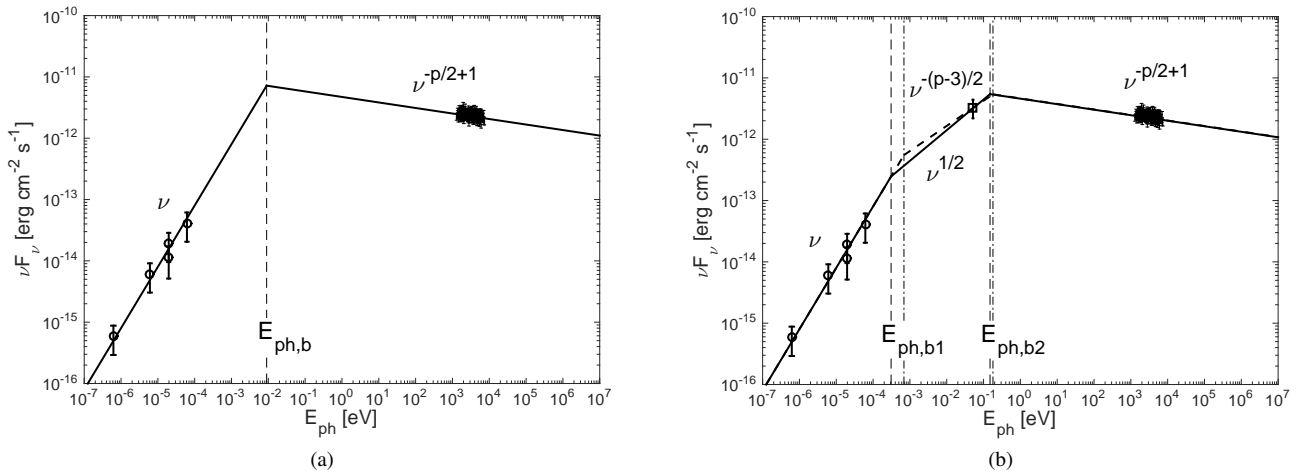 10^-10
10^-11
10^-12
10^-13
10^-14
10^-15
10^-16
νF_ν [erg cm^-2 s^-1]
ν^-p/2+1
ν
E_ph,b
10^-7 10^-6 10^-5 10^-4 10^-3 10^-2 10^-1 10^0 10^1 10^2 10^3 10^4 10^5 10^6 10^7
E_ph [eV]
(a)
10^-10
10^-11
10^-12
10^-13
10^-14
10^-15
10^-16
νF_ν [erg cm^-2 s^-1]
ν^-(p-3)/2
ν^-p/2+1
ν^1/2
ν
E_ph,b1
E_ph,b2
10^-7 10^-6 10^-5 10^-4 10^-3 10^-2 10^-1 10^0 10^1 10^2 10^3 10^4 10^5 10^6 10^7
E_ph [eV]
(b)